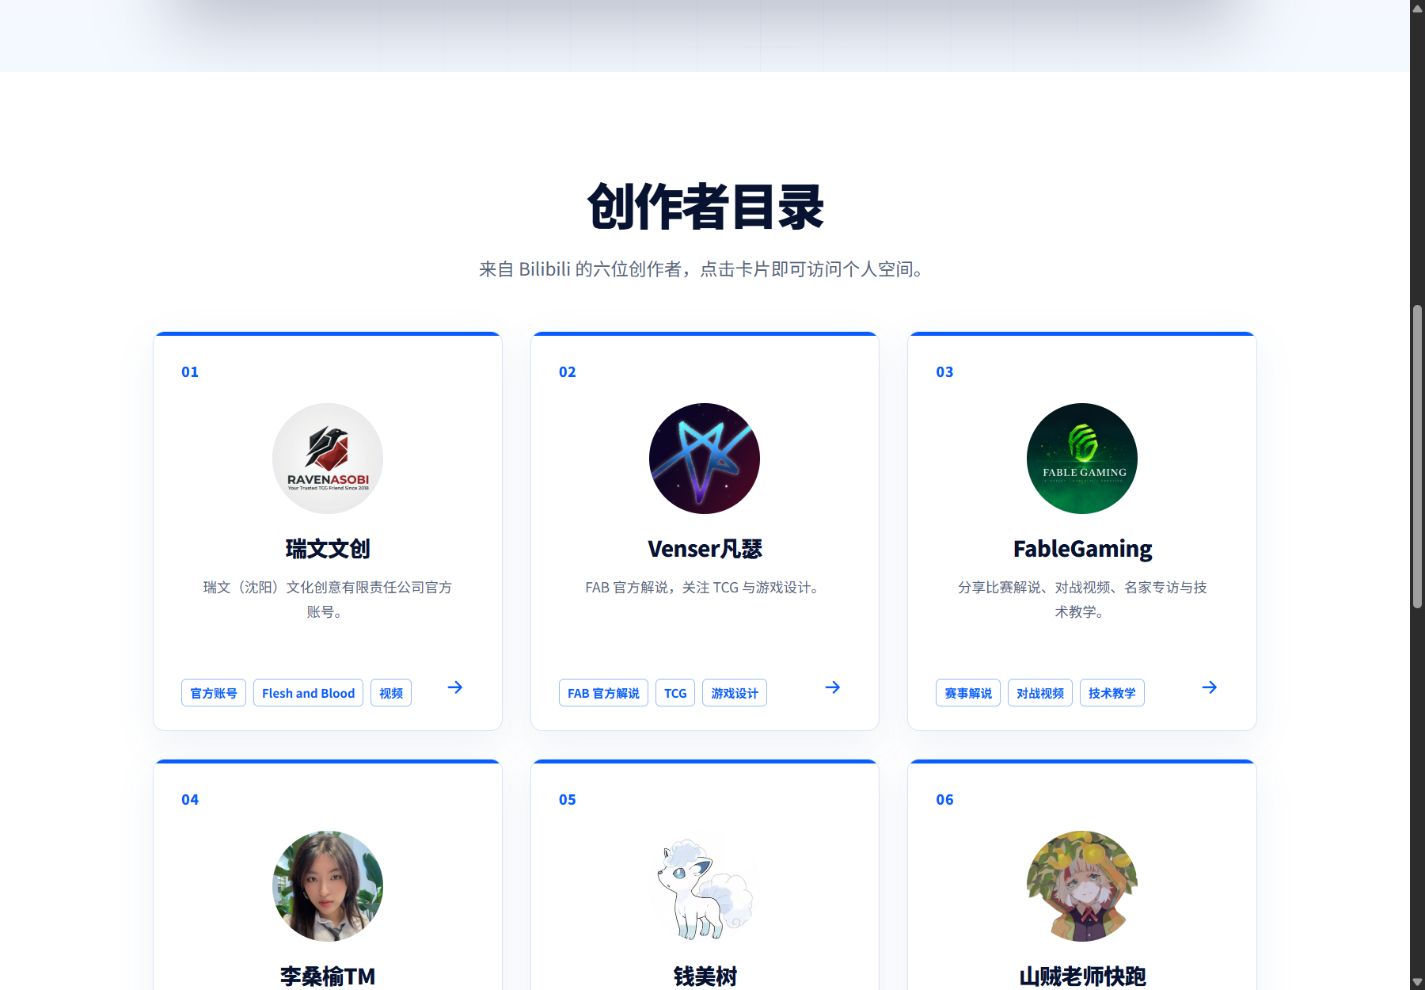 创作者目录
来自 Bilibili 的六位创作者，点击卡片即可访问个人空间。
01
RAVENASOBI
Your Trusted TCG Friend Since 2018
瑞文文创
瑞文（沈阳）文化创意有限责任公司官方
账号。
官方账号
Flesh and Blood
视频
02
Venser凡瑟
FAB 官方解说，关注 TCG 与游戏设计。
FAB 官方解说
TCG
游戏设计
03
FABLE GAMING
FableGaming
分享比赛解说、对战视频、名家专访与技
术教学。
赛事解说
对战视频
技术教学
04
李桑榆TM
05
钱美树
06
山贼老师快跑